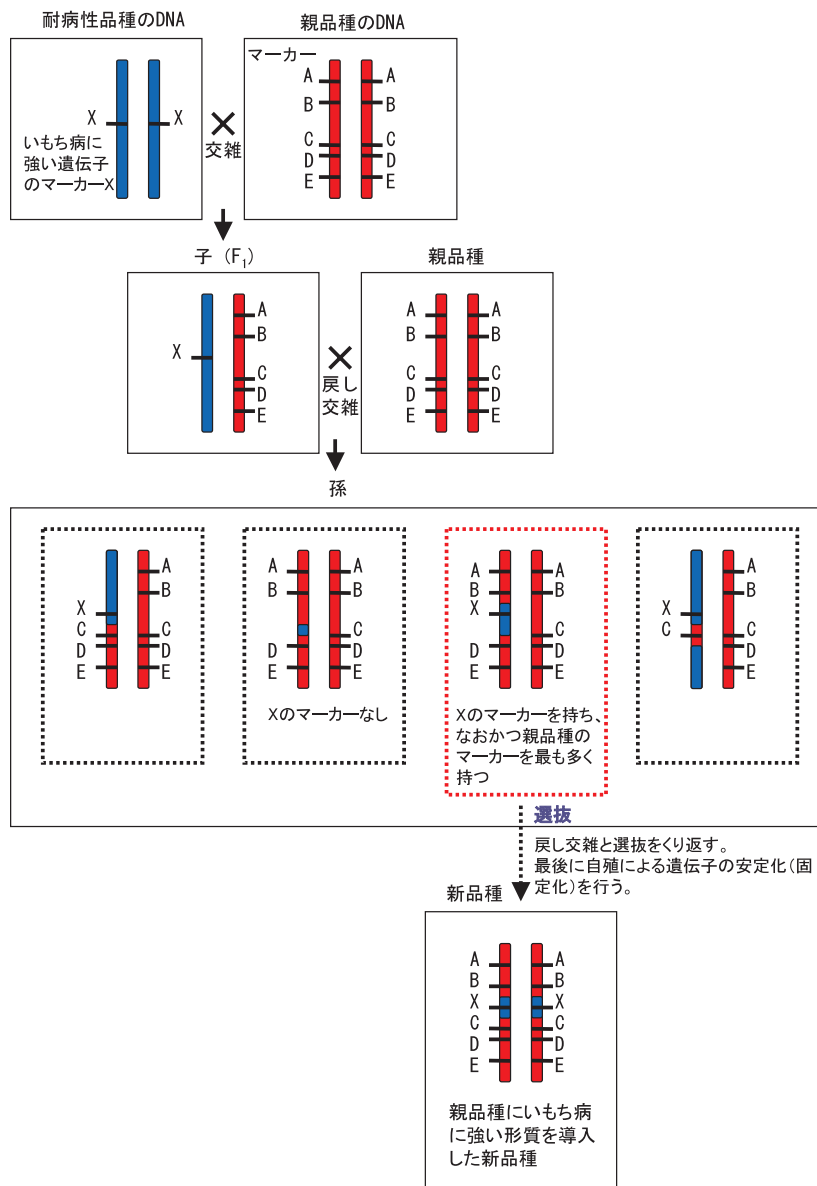 耐病性品種のDNA
親品種のDNA
X
X
いもち病に
強い遺伝子
のマーカーX
交雑
マーカー
A
B
C
D
E
A
B
C
D
E
子（F1）
親品種
X
A
B
C
D
E
戻し
交雑
A
B
C
D
E
A
B
C
D
E
孫
X
C
D
E
A
B
C
D
E
A
B
D
E
A
B
C
D
E
Xのマーカーなし
A
B
X
D
E
A
B
C
D
E
Xのマーカーを持ち、
なおかつ親品種の
マーカーを最も多く
持つ
X
C
A
B
C
D
E
選抜
戻し交雑と選抜をくり返す。
最後に自殖による遺伝子の安定化（固
定化）を行う。
新品種
A
B
X
C
D
E
A
B
X
C
D
E
親品種にいもち病
に強い形質を導入
した新品種